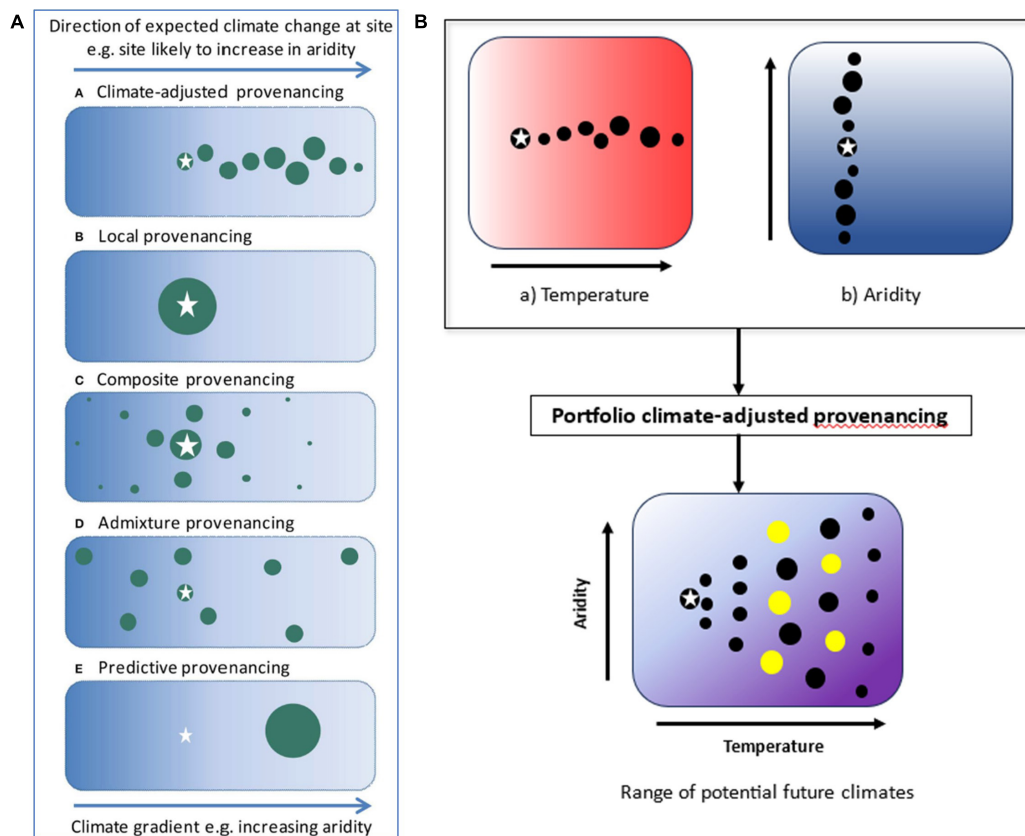 A
Direction of expected climate change at site
e.g. site likely to increase in aridity
A Climate-adjusted provenancing
B Local provenancing
C Composite provenancing
D Admixture provenancing
E Predictive provenancing
Climate gradient e.g. increasing aridity
B
a) Temperature
b) Aridity
Portfolio climate-adjusted provenancing
Aridity
Temperature
Range of potential future climates